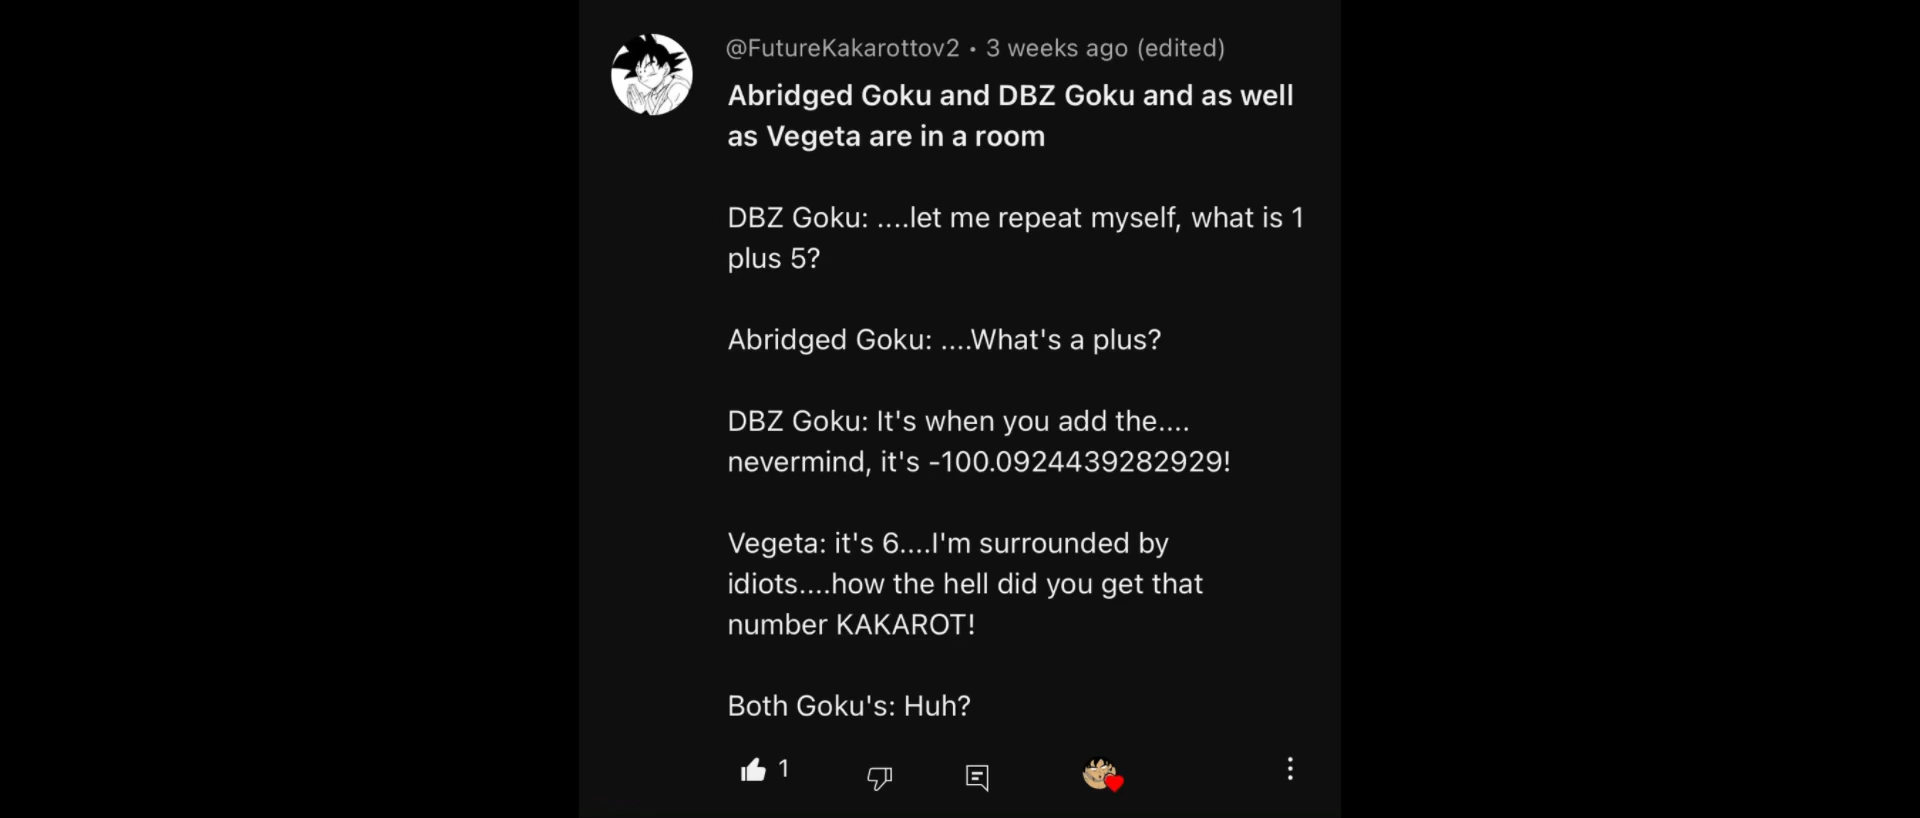 @FutureKakarottov2 • 3 weeks ago (edited)
Abridged Goku and DBZ Goku and as well
as Vegeta are in a room
DBZ Goku: ....let me repeat myself, what is 1
plus 5?
Abridged Goku: ....What's a plus?
DBZ Goku: It's when you add the....
nevermind, it's -100.0924439282929!
Vegeta: it's 6....I'm surrounded by
idiots....how the hell did you get that
number KAKAROT!
Both Goku's: Huh?
1